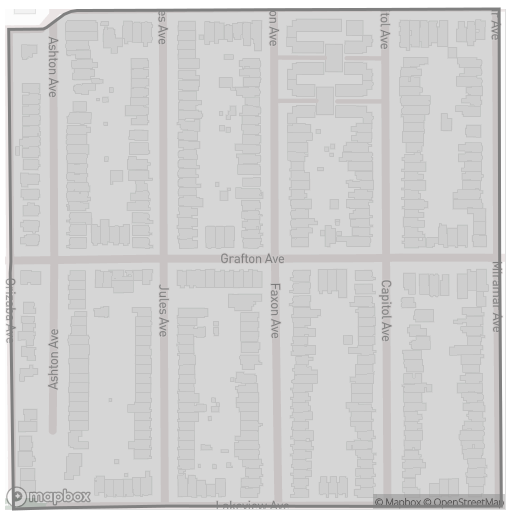 Ashton Ave
es Ave
on Ave
tol Ave
r Ave
Grafton Ave
Orizaba Ave
Ashton Ave
Jules Ave
Faxon Ave
Capitol Ave
Miramar Ave
Lakeview Ave
mapbox
© Mapbox © OpenStreetMap